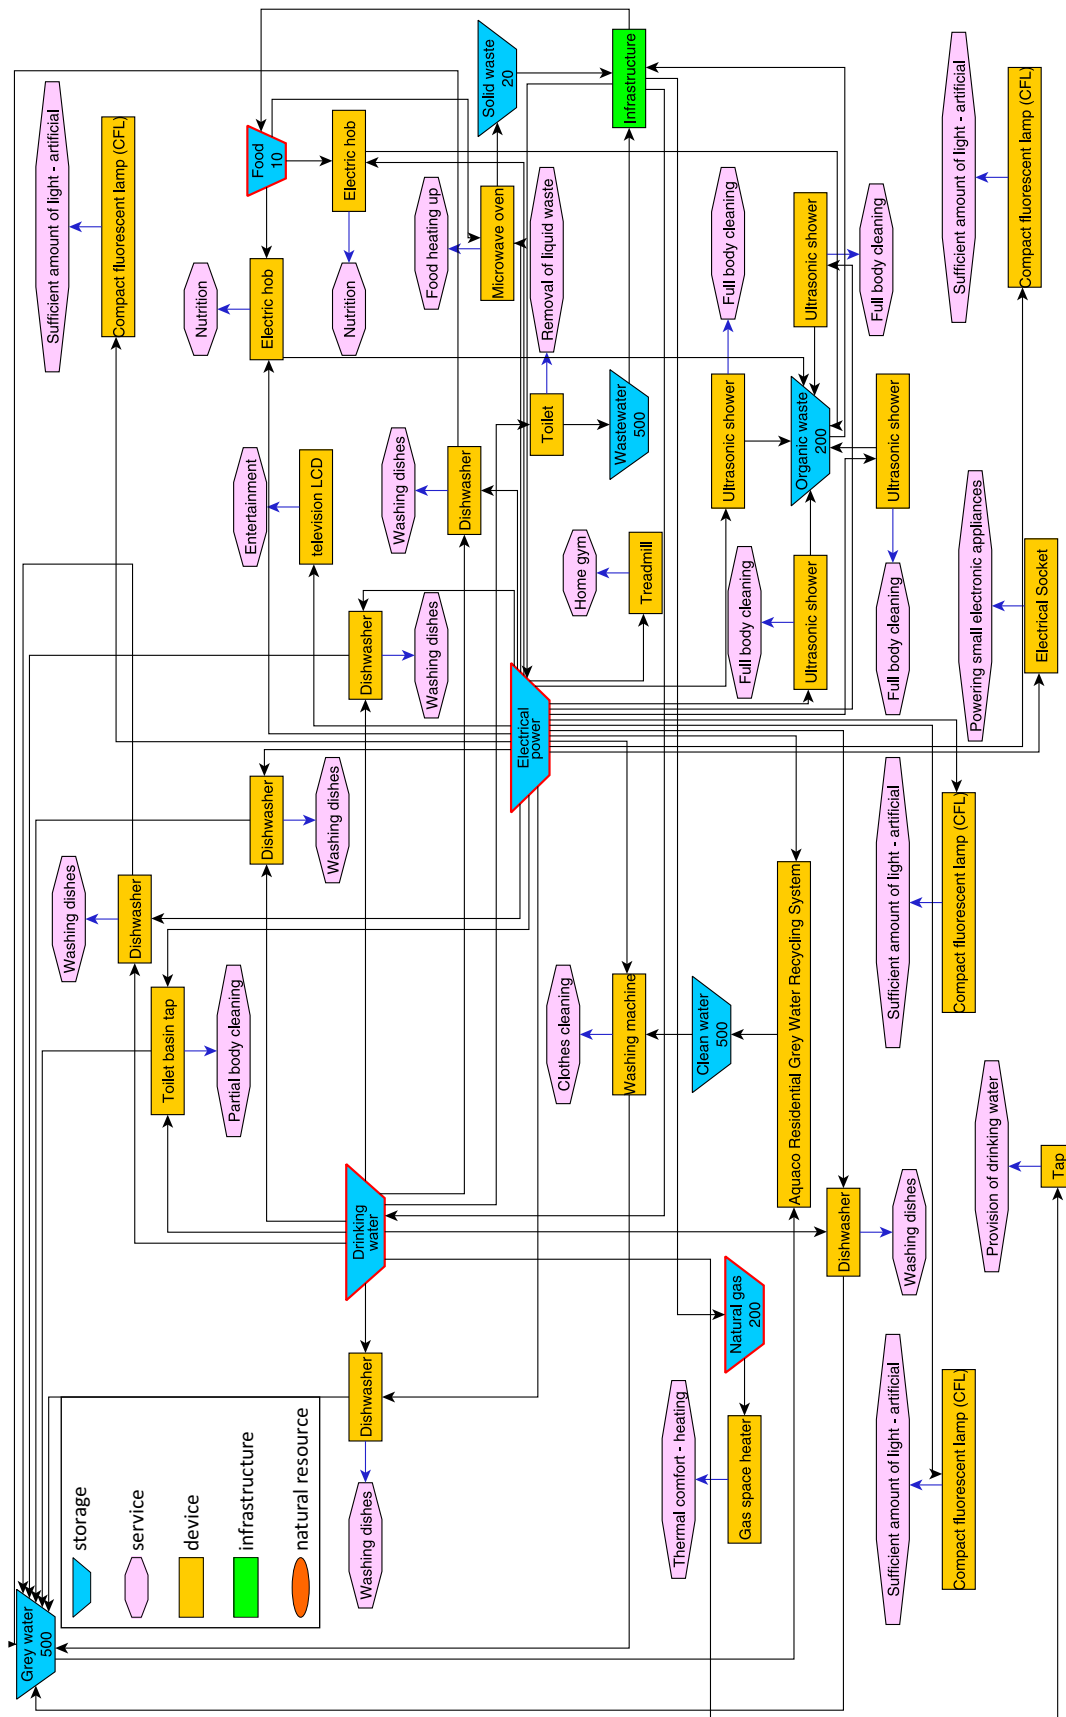 Grey water
500
Sufficient amount of light - artificial
Washing dishes
storage
Compact fluorescent lamp (CFL)
Dishwasher
service
Toilet basin tap
device
Nutrition
Partial body cleaning
infrastructure
Entertainment
Food
10
Dishwasher
Electric hob
natural resource
television LCD
Washing dishes
Washing dishes
Dishwasher
Drinking
water
Dishwasher
Nutrition
Electric hob
Washing dishes
Washing dishes
Food heating up
Dishwasher
Microwave oven
Solid waste
20
Electrical
power
Toilet
Removal of liquid waste
Clothes cleaning
Home gym
Washing machine
Wastewater
500
Infrastructure
Treadmill
Thermal comfort - heating
Clean water
500
Ultrasonic shower
Full body cleaning
Gas space heater
Natural gas
200
Full body cleaning
Aquaco Residential Grey Water Recycling System
Ultrasonic shower
Organic waste
200
Ultrasonic shower
Dishwasher
Full body cleaning
Sufficient amount of light - artificial
Sufficient amount of light - artificial
Full body cleaning
Ultrasonic shower
Washing dishes
Compact fluorescent lamp (CFL)
Compact fluorescent lamp (CFL)
Sufficient amount of light - artificial
Powering small electronic appliances
Provision of drinking water
Compact fluorescent lamp (CFL)
Electrical Socket
Tap